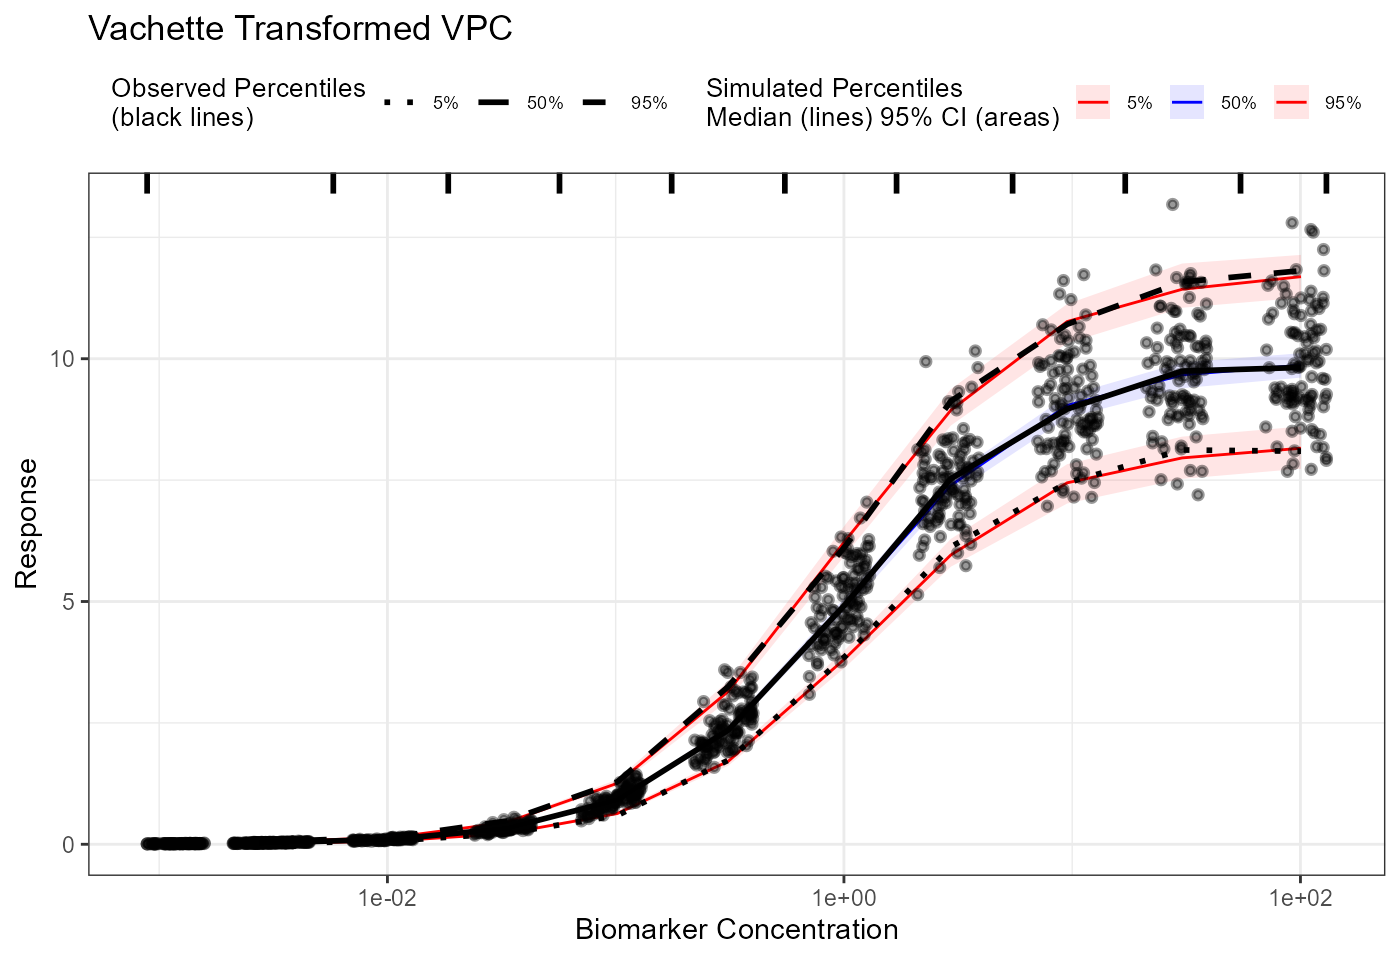 Vachette Transformed VPC
Observed Percentiles
(black lines)
5%
50%
95%
Simulated Percentiles
Median (lines) 95% CI (areas)
5%
50%
95%
10
5
0
Response
1e-02
1e+00
1e+02
Biomarker Concentration